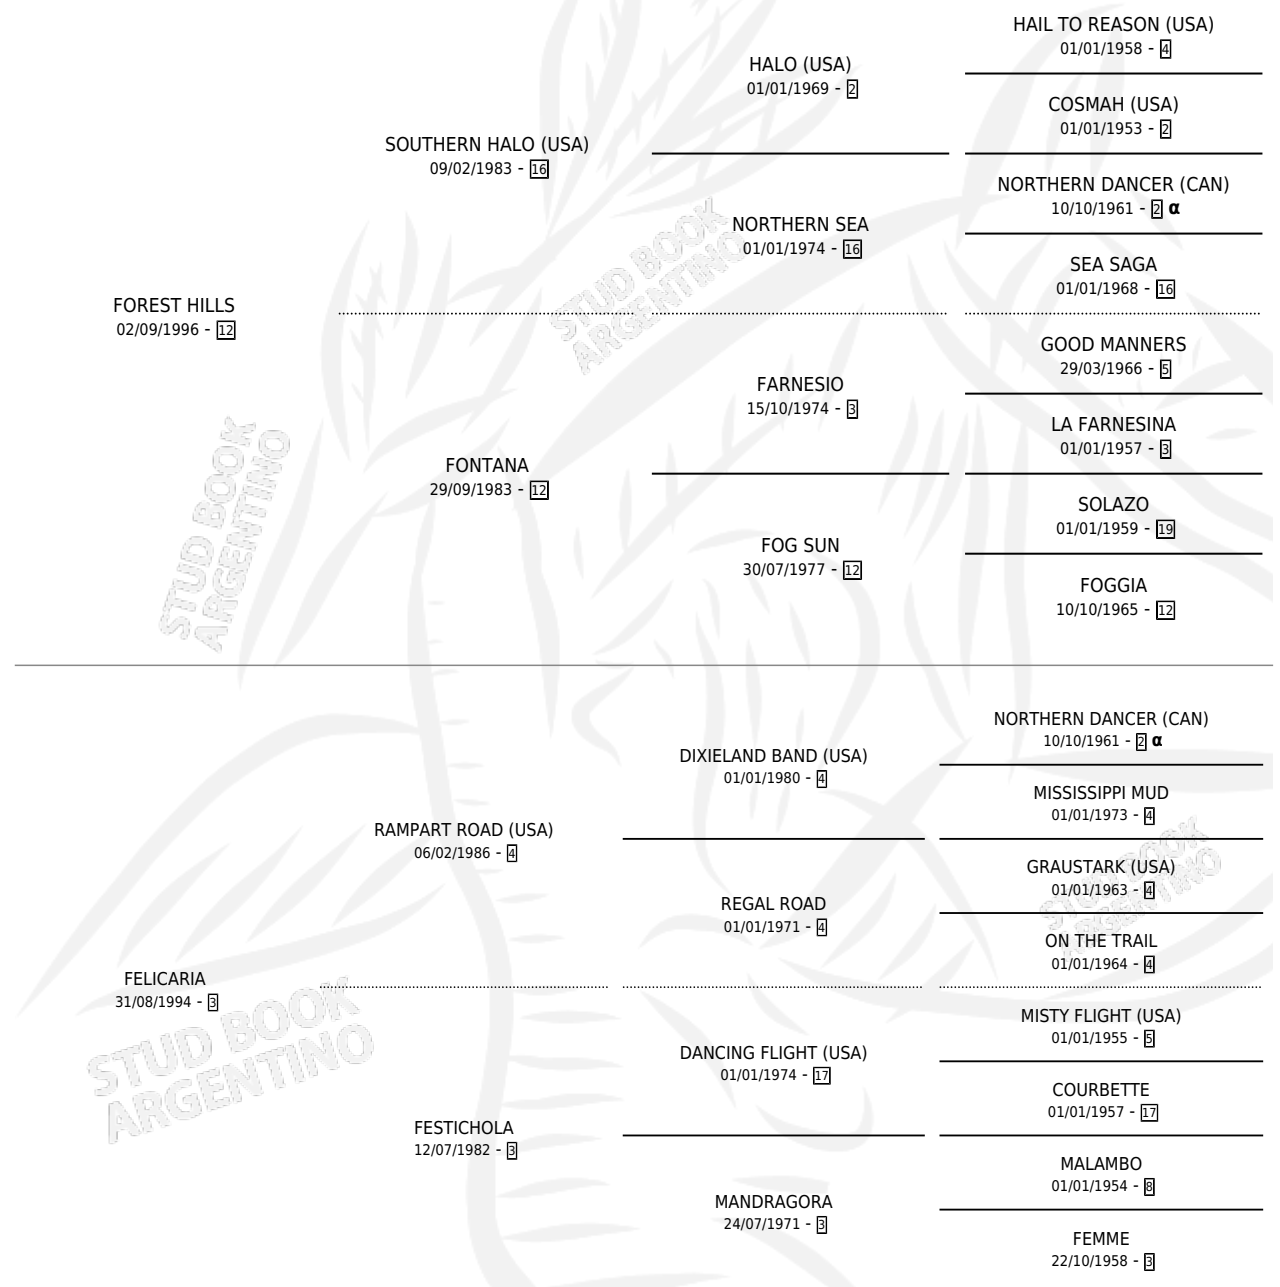 HAIL TO REASON (USA)
01/01/1958 - 4
HALO (USA)
01/01/1969 - 2
COSMAH (USA)
01/01/1953 - 2
SOUTHERN HALO (USA)
09/02/1983 - 16
NORTHERN DANCER (CAN)
10/10/1961 - 2 α
NORTHERN SEA
01/01/1974 - 16
SEA SAGA
01/01/1968 - 16
STUD BOOK
ARGENTINO
FOREST HILLS
02/09/1996 - 12
GOOD MANNERS
29/03/1966 - 5
FARNESIO
15/10/1974 - 3
LA FARNESINA
01/01/1957 - 3
FONTANA
29/09/1983 - 12
SOLAZO
01/01/1959 - 19
FOG SUN
30/07/1977 - 12
FOGGIA
10/10/1965 - 12
STUD BOOK
ARGENTINO
NORTHERN DANCER (CAN)
10/10/1961 - 2 α
DIXIELAND BAND (USA)
01/01/1980 - 4
MISSISSIPPI MUD
01/01/1973 - 4
RAMPART ROAD (USA)
06/02/1986 - 4
GRAUSTARK (USA)
01/01/1963 - 4
STUD BOOK
ARGENTINO
REGAL ROAD
01/01/1971 - 4
ON THE TRAIL
01/01/1964 - 4
FELICARIA
31/08/1994 - 3
STUD BOOK
ARGENTINO
MISTY FLIGHT (USA)
01/01/1955 - 5
DANCING FLIGHT (USA)
01/01/1974 - 17
COURBETTE
01/01/1957 - 17
FESTICHOLA
12/07/1982 - 3
MALAMBO
01/01/1954 - 8
MANDRAGORA
24/07/1971 - 3
FEMME
22/10/1958 - 3